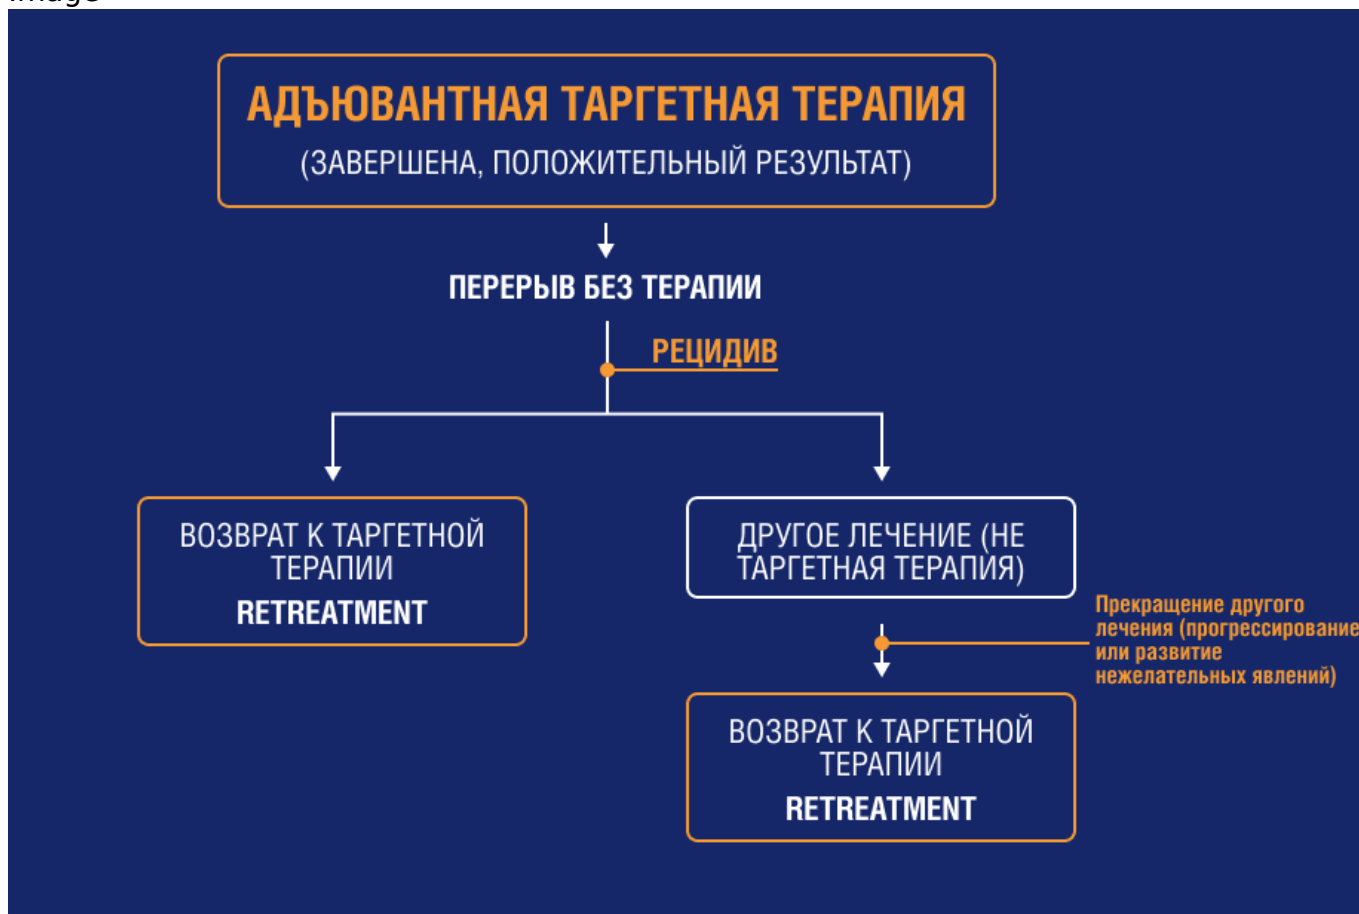 АДЪЮВАНТНАЯ ТАРГЕТНАЯ ТЕРАПИЯ
(ЗАВЕРШЕНА, ПОЛОЖИТЕЛЬНЫЙ РЕЗУЛЬТАТ)
ПЕРЕРЫВ БЕЗ ТЕРАПИИ
РЕЦИДИВ
ВОЗВРАТ К ТАРГЕТНОЙ
ТЕРАПИИ
RETREATMENT
ДРУГОЕ ЛЕЧЕНИЕ (НЕ
ТАРГЕТНАЯ ТЕРАПИЯ)
Прекращение другого
лечения (прогрессирование
или развитие
нежелательных явлений)
ВОЗВРАТ К ТАРГЕТНОЙ
ТЕРАПИИ
RETREATMENT